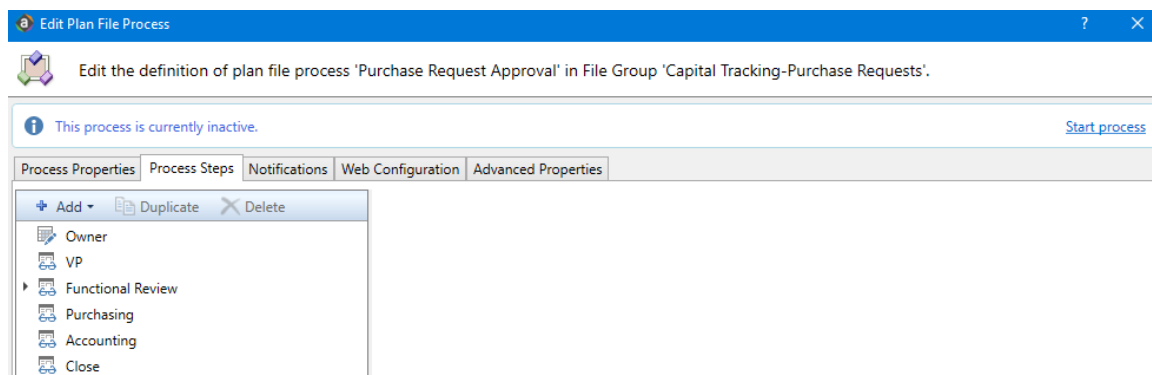 Edit Plan File Process
Edit the definition of plan file process 'Purchase Request Approval' in File Group 'Capital Tracking-Purchase Requests'.
This process is currently inactive. Start process
Process Properties Process Steps Notifications Web Configuration Advanced Properties
Add Duplicate Delete
Owner
VP
Functional Review
Purchasing
Accounting
Close